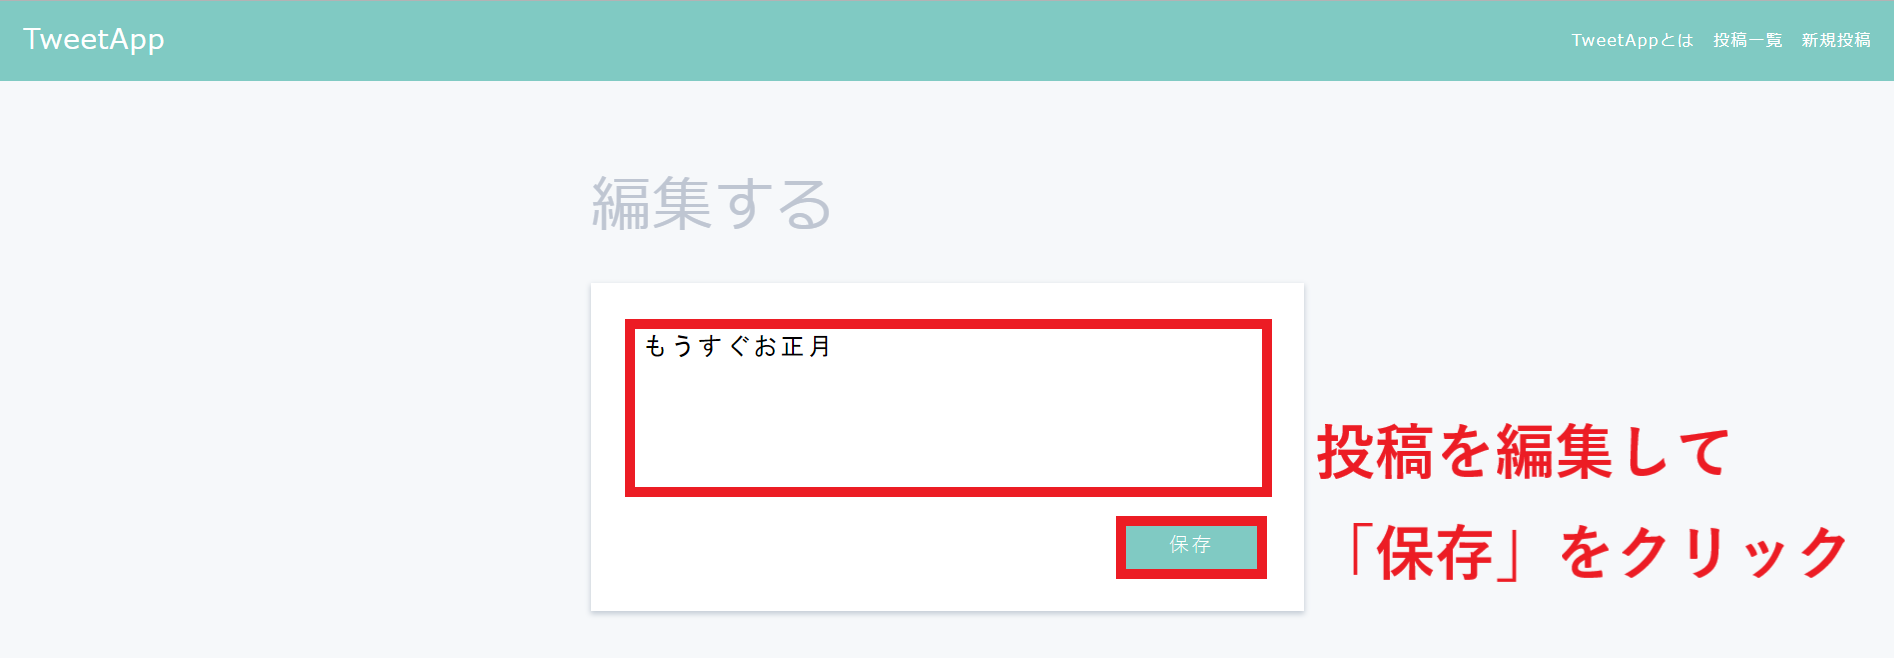 TweetApp
TweetAppとは 投稿一覧 新規投稿
編集する
もうすぐお正月
投稿を編集して
「保存」をクリック
保存